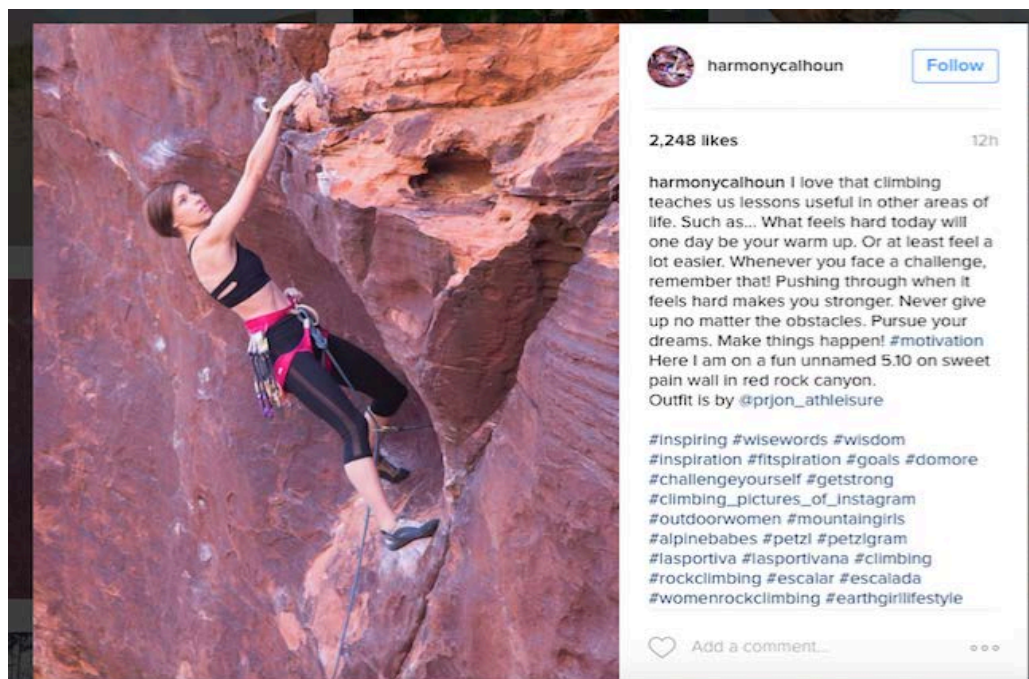 harmonycalhoun
Follow
2,248 likes
12h
harmonycalhoun I love that climbing
teaches us lessons useful in other areas of
life. Such as... What feels hard today will
one day be your warm up. Or at least feel a
lot easier. Whenever you face a challenge,
remember that! Pushing through when it
feels hard makes you stronger. Never give
up no matter the obstacles. Pursue your
dreams. Make things happen! #motivation
Here I am on a fun unnamed 5.10 on sweet
pain wall in red rock canyon.
Outfit is by @prjon_athleisure
#inspiring #wisewords #wisdom
#inspiration #fitspiration #goals #domore
#challengeyourself #getstrong
#climbing_pictures_of_instagram
#outdoorwomen #mountaingirls
#alpinebabes #petzl #petzlgram
#lasportiva #lasportivana #climbing
#rockclimbing #escalar #escalada
#womenrockclimbing #earthgirllifestyle
Add a comment...